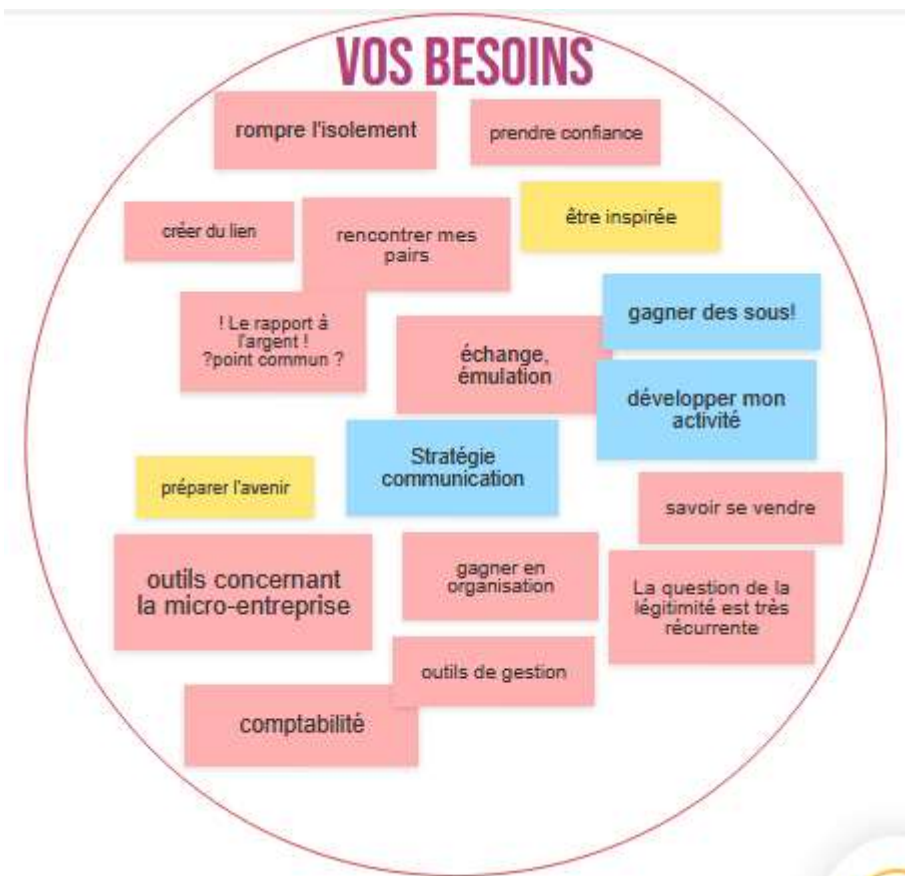 VOS BESOINS
rompre l'isolement
prendre confiance
être inspirée
créer du lien
rencontrer mes
pairs
! Le rapport à
l'argent !
?point commun ?
échange,
émulation
gagner des sous!
développer mon
activité
Stratégie
communication
préparer l'avenir
savoir se vendre
outils concernant
la micro-entreprise
gagner en
organisation
La question de la
légitimité est très
récurrente
outils de gestion
comptabilité